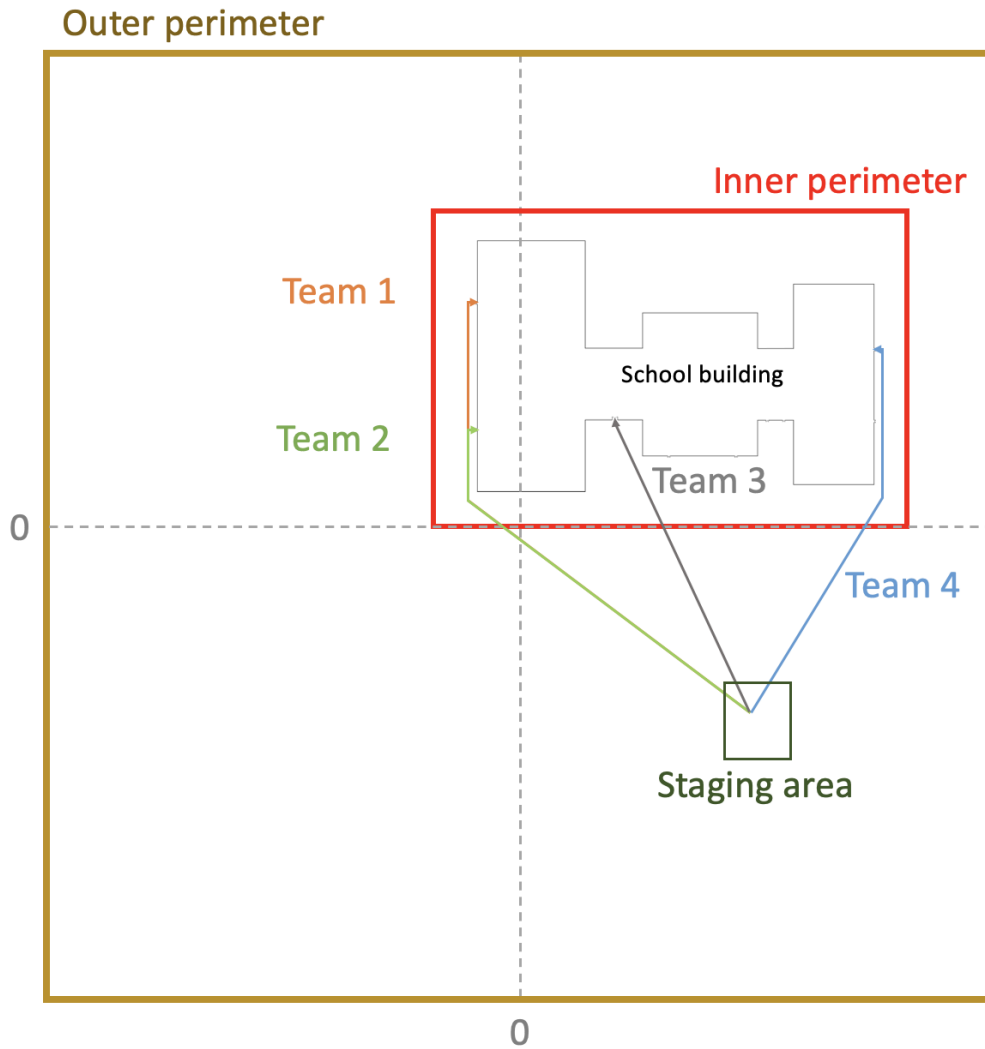 Outer perimeter
Inner perimeter
Team 1
School building
Team 2
Team 3
0
Team 4
Staging area
0